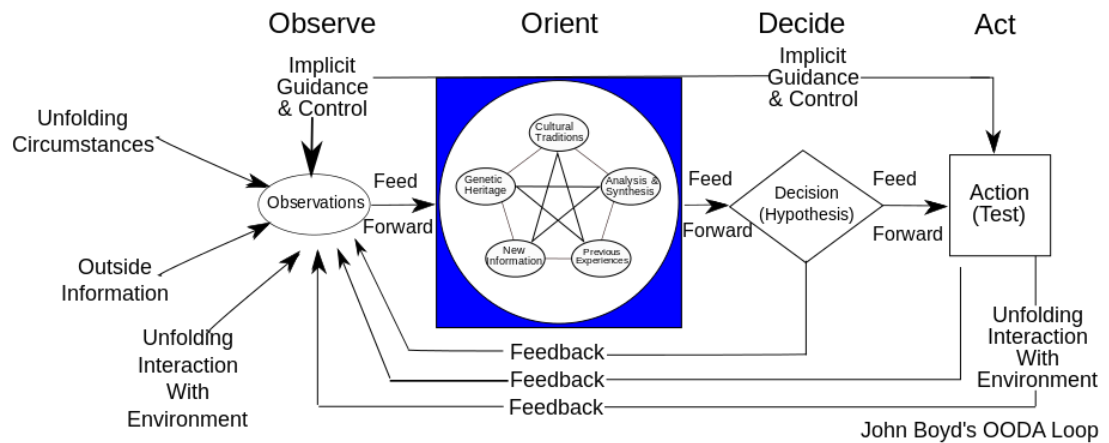 Observe
Orient
Decide
Act
Implicit
Guidance
& Control
Implicit
Guidance
& Control
Unfolding
Circumstances
Observations
Outside
Information
Unfolding
Interaction
With
Environment
Feed
Forward
Cultural
Traditions
Genetic
Heritage
Analysis &
Synthesis
New
Information
Previous
Experiences
Feed
Forward
Decision
(Hypothesis)
Feed
Forward
Action
(Test)
Unfolding
Interaction
With
Environment
Feedback
Feedback
Feedback
John Boyd's OODA Loop